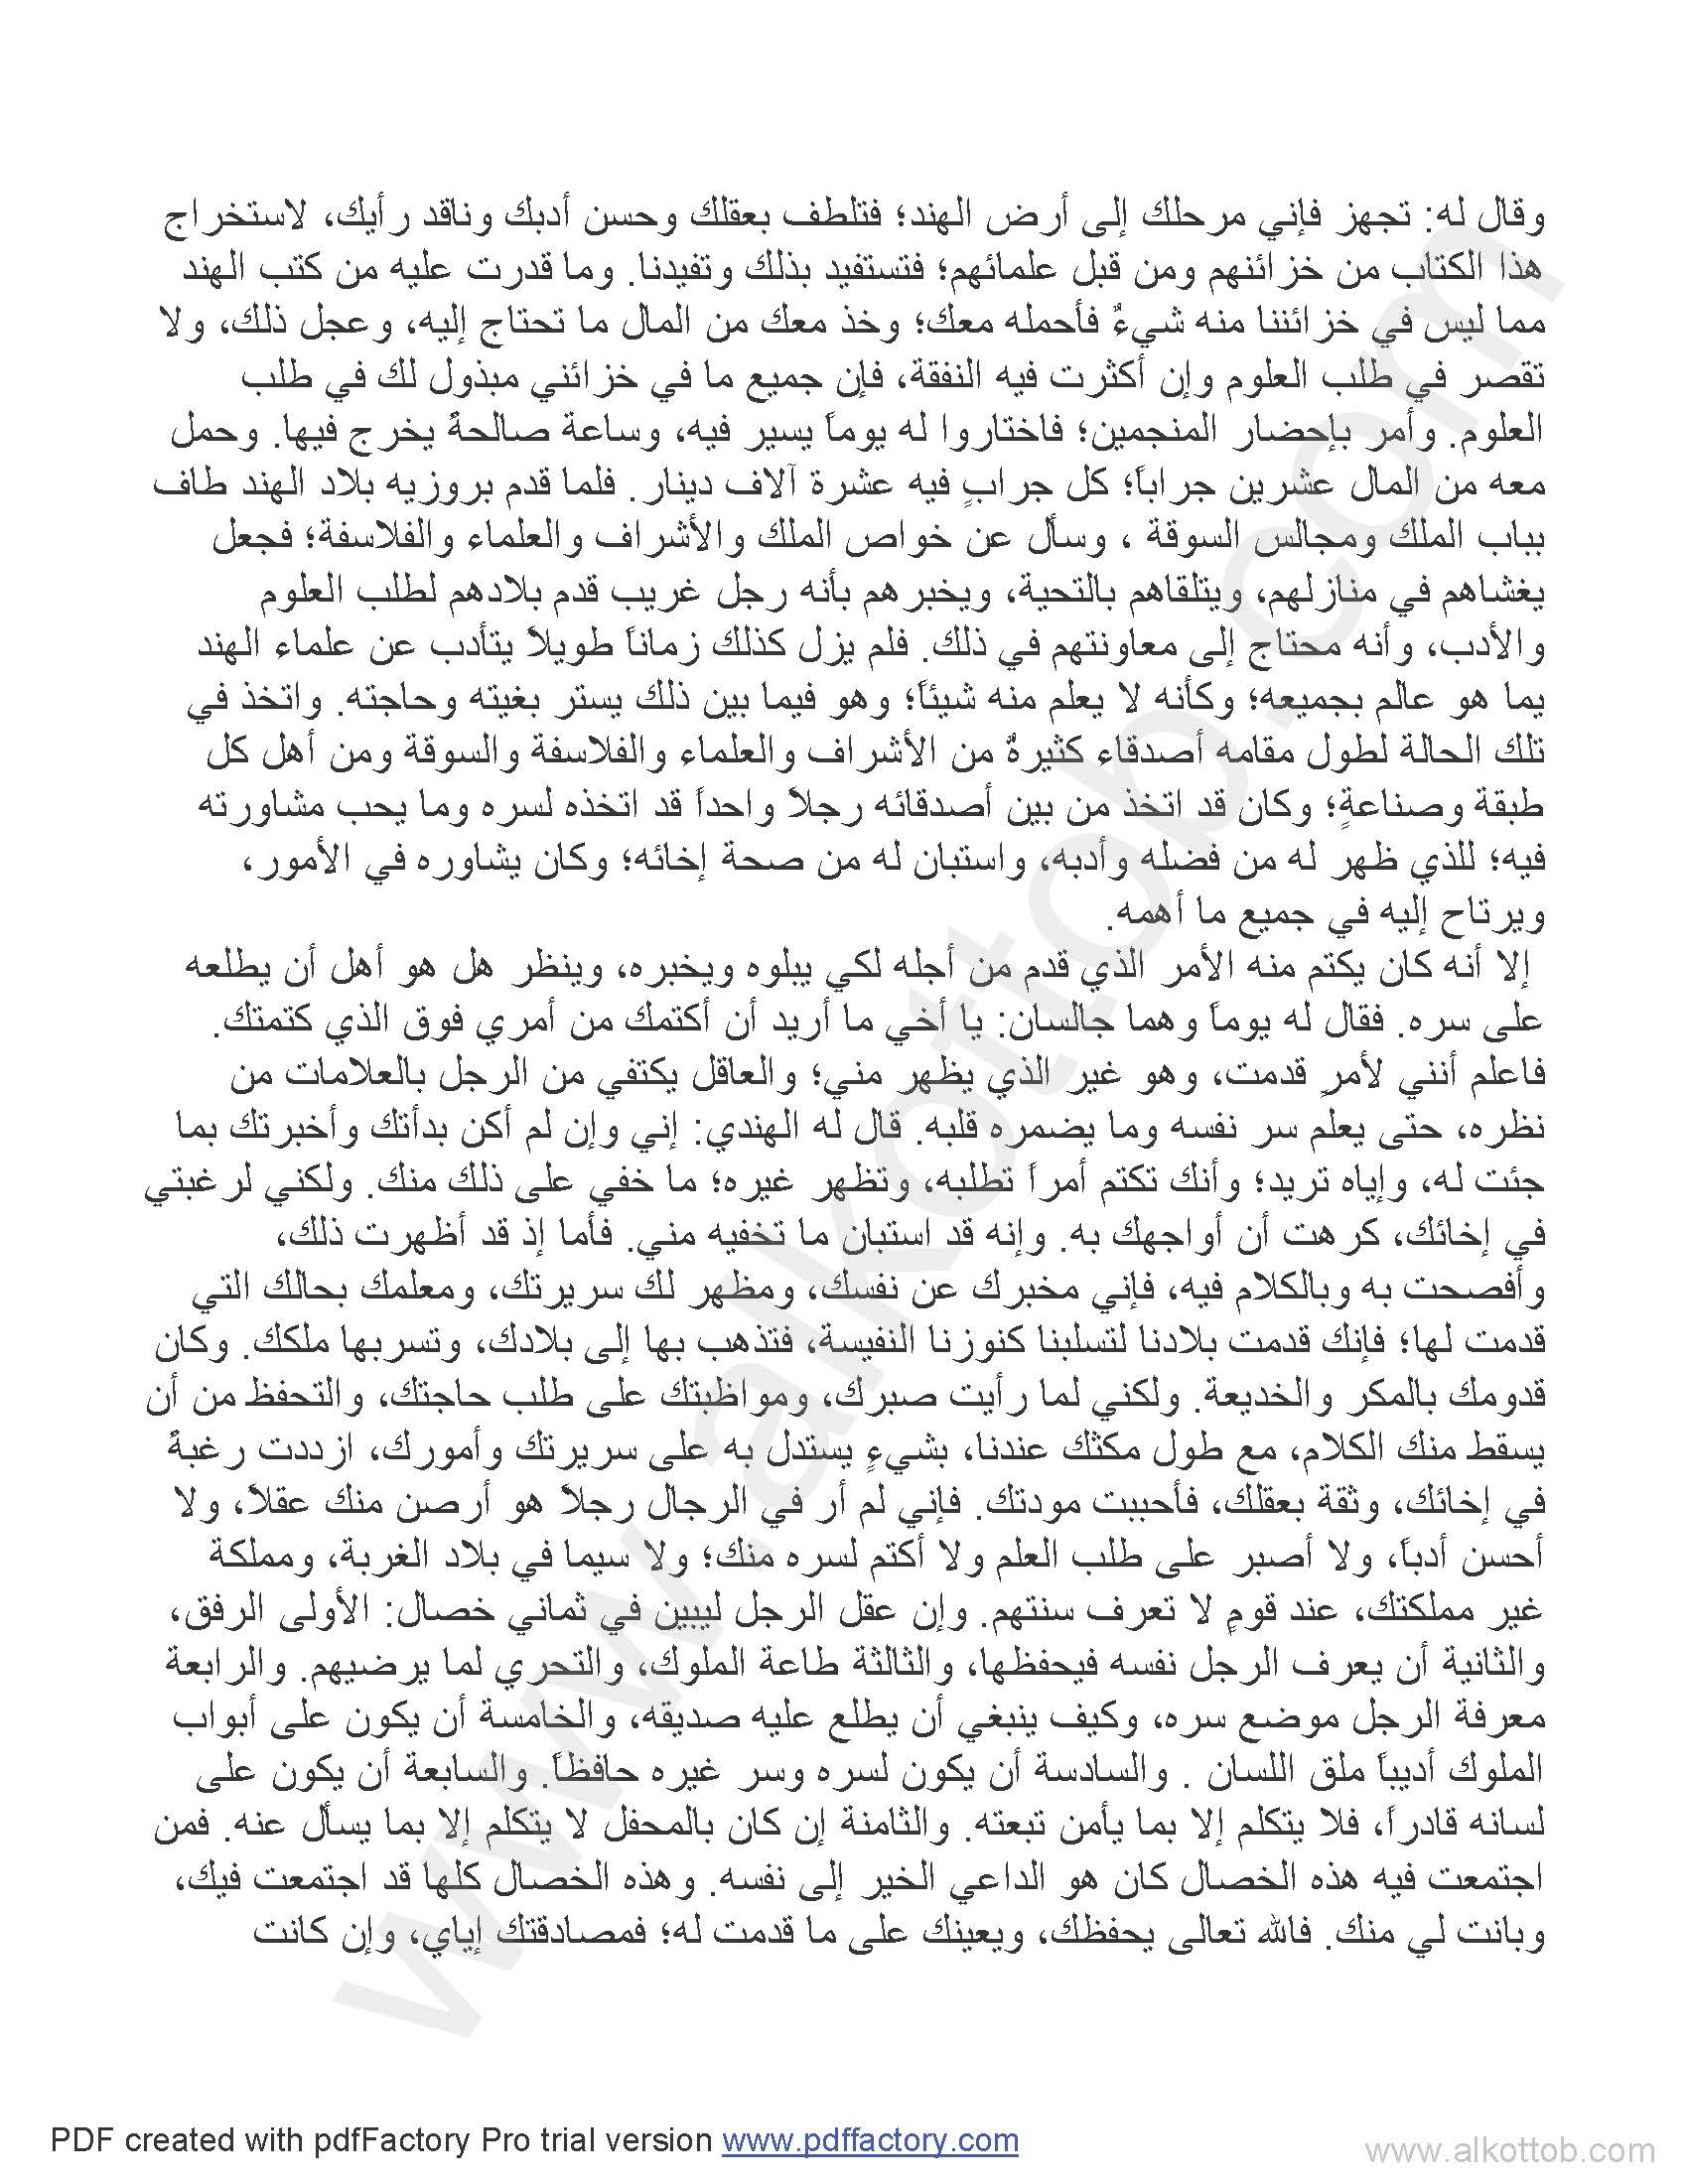 وقال له: تجهز فإني مرحلك إلى أرض الهند؛ فتلطف بعقلك وحسن أدبك وناقد رأيك، لاستخراج
هذا الكتاب من خزائنهم ومن قبل علمائهم؛ فتستفيد بذلك وتفيدنا. وما قدرت عليه من كتب الهند
مما ليس في خزائننا منه شيءٌ فأحمله معك؛ وخذ معك من المال ما تحتاج إليه، وعجل ذلك، ولا
تقصر في طلب العلوم وإن أكثرت فيه النفقة، فإن جميع ما في خزائني مبذول لك في طلب
العلوم. وأمر بإحضار المنجمين؛ فاختاروا له يوماً يسير فيه، وساعة صالحةً يخرج فيها. وحمل
معه من المال عشرين جراباً؛ كل جرابٍ فيه عشرة آلاف دينار. فلما قدم بروزيه بلاد الهند طاف
بباب الملك ومجالس السوقة ، وسأل عن خواص الملك والأشراف والعلماء والفلاسفة؛ فجعل
يغشاهم في منازلهم، ويتلقاهم بالتحية، ويخبرهم بأنه رجل غريب قدم بلادهم لطلب العلوم
والأدب، وأنه محتاج إلى معاونتهم في ذلك. فلم يزل كذلك زماناً طويلاً يتأدب عن علماء الهند
يما هو عالم بجميعه؛ وكأنه لا يعلم منه شيئاً؛ وهو فيما بين ذلك يستر بغيته وحاجته. واتخذ في
تلك الحالة لطول مقامه أصدقاء كثيرةٌ من الأشراف والعلماء والفلاسفة والسوقة ومن أهل كل
طبقة وصناعةٍ؛ وكان قد اتخذ من بين أصدقائه رجلاً واحداً قد اتخذه لسره وما يحب مشاورته
فيه؛ للذي ظهر له من فضله وأدبه، واستبان له من صحة إخائه؛ وكان يشاوره في الأمور،
ويرتاح إليه في جميع ما أهمه.
إلا أنه كان يكتم منه الأمر الذي قدم من أجله لكي يبلوه ويخبره، وينظر هل هو أهل أن يطلعه
على سره. فقال له يوماً وهما جالسان: يا أخي ما أريد أن أكتمك من أمري فوق الذي كتمتك.
فاعلم أنني لأمرٍ قدمت، وهو غير الذي يظهر مني؛ والعاقل يكتفي من الرجل بالعلامات من
نظره، حتى يعلم سر نفسه وما يضمره قلبه. قال له الهندي: إني وإن لم أكن بدأتك وأخبرتك بما
جئت له، وإياه تريد؛ وأنك تكتم أمراً تطلبه، وتظهر غيره؛ ما خفي على ذلك منك. ولكني لرغبتي
في إخائك، كرهت أن أواجهك به. وإنه قد استبان ما تخفيه مني. فأما إذ قد أظهرت ذلك،
وأفصحت به وبالكلام فيه، فإني مخبرك عن نفسك، ومظهر لك سريرتك، ومعلمك بحالك التي
قدمت لها؛ فإنك قدمت بلادنا لتسلبنا كنوزنا النفيسة، فتذهب بها إلى بلادك، وتسربها ملكك. وكان
قدومك بالمكر والخديعة. ولكني لما رأيت صبرك، ومواظبتك على طلب حاجتك، والتحفظ من أن
يسقط منك الكلام، مع طول مكثك عندنا، بشيءٍ يستدل به على سريرتك وأمورك، ازددت رغبةً
في إخائك، وثقة بعقلك، فأحببت مودتك. فإني لم أر في الرجال رجلاً هو أرصن منك عقلاً، ولا
أحسن أدباً، ولا أصبر على طلب العلم ولا أكتم لسره منك؛ ولا سيما في بلاد الغربة، ومملكة
غير مملكتك، عند قومٍ لا تعرف سنتهم. وإن عقل الرجل ليبين في ثماني خصال: الأولى الرفق،
والثانية أن يعرف الرجل نفسه فيحفظها، والثالثة طاعة الملوك، والتحري لما يرضيهم. والرابعة
معرفة الرجل موضع سره، وكيف ينبغي أن يطلع عليه صديقه، والخامسة أن يكون على أبواب
الملوك أديباً ملق اللسان . والسادسة أن يكون لسره وسر غيره حافظاً. والسابعة أن يكون على
لسانه قادراً، فلا يتكلم إلا بما يأمن تبعته. والثامنة إن كان بالمحفل لا يتكلم إلا بما يسأل عنه. فمن
اجتمعت فيه هذه الخصال كان هو الداعي الخير إلى نفسه. وهذه الخصال كلها قد اجتمعت فيك،
وبانت لي منك. فالله تعالى يحفظك، ويعينك على ما قدمت له؛ فمصادقتك إياي، وإن كانت
www.alkottob.com
PDF created with pdfFactory Pro trial version www.pdffactory.com
www.alkottob.com